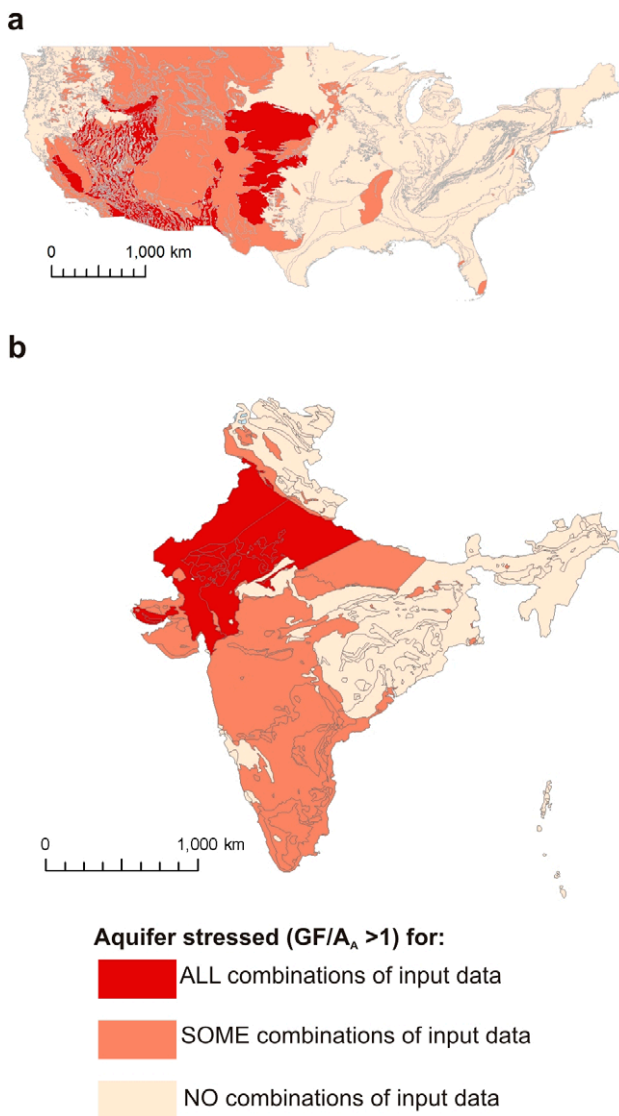 a
0 1,000 km
b
0 1,000 km
Aquifer stressed (GF/A_A >1) for:
ALL combinations of input data
SOME combinations of input data
NO combinations of input data